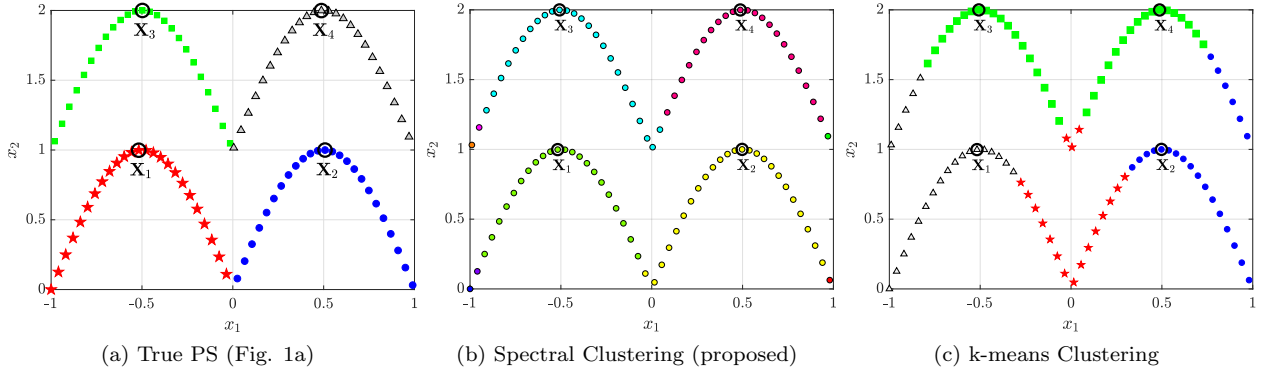 2
1.5
1
0.5
0
-1
-0.5
0
0.5
1
x₂
x₁
X₃
X₄
X₁
X₂
(a) True PS (Fig. 1a)
2
1.5
1
0.5
0
-1
-0.5
0
0.5
1
x₂
x₁
X₃
X₄
X₁
X₂
(b) Spectral Clustering (proposed)
2
1.5
1
0.5
0
-1
-0.5
0
0.5
1
x₂
x₁
X₃
X₄
X₁
X₂
(c) k-means Clustering